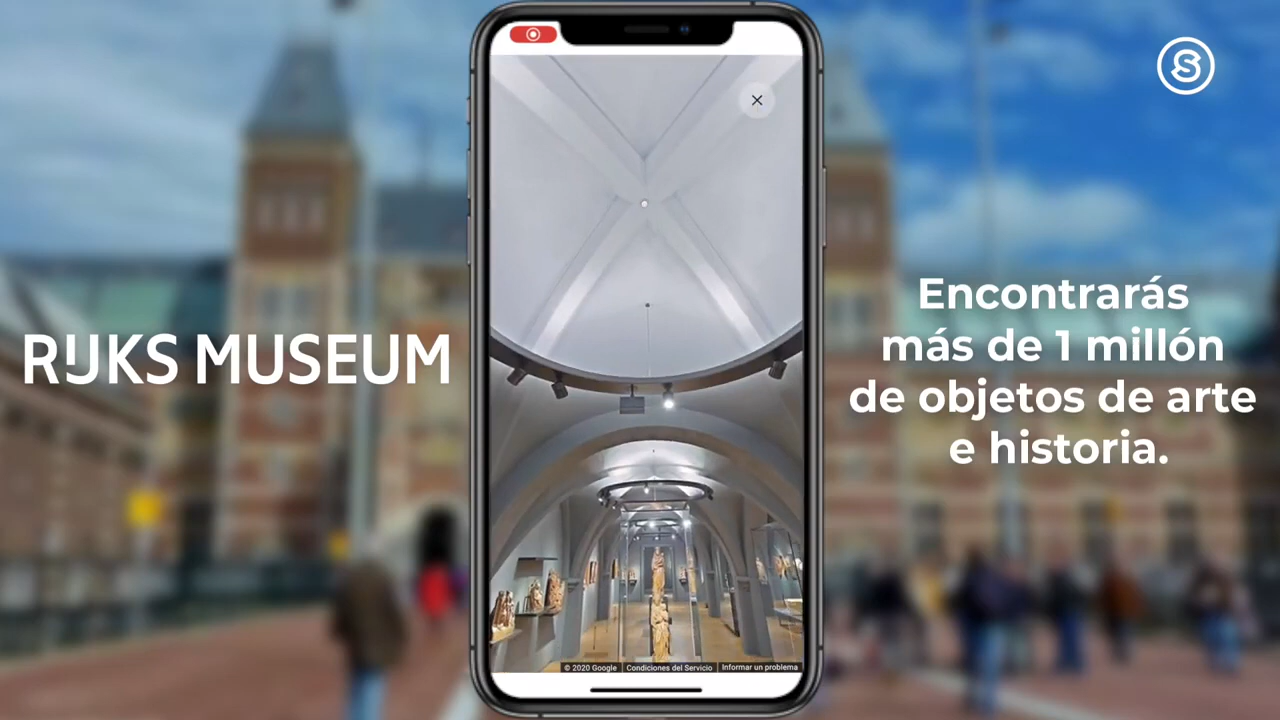 RIJKS MUSEUM
Encontrarás
más de 1 millón
de objetos de arte
e historia.
© 2020 Google
Condiciones del Servicio
Informar un problema